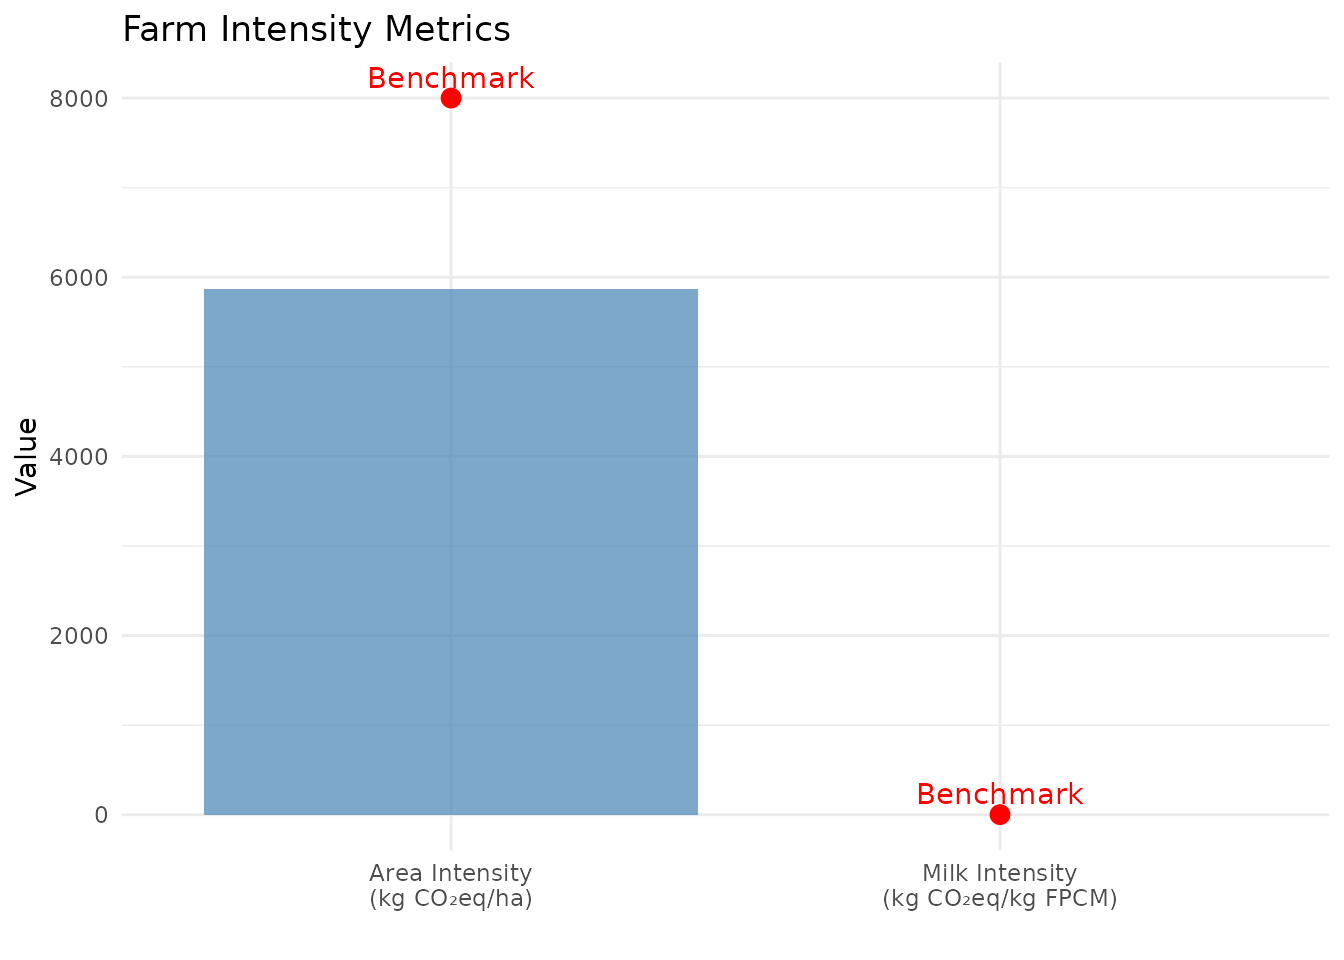 Farm Intensity Metrics
Benchmark
8000
6000
Value
4000
2000
Benchmark
0
Area Intensity
(kg CO₂eq/ha)
Milk Intensity
(kg CO₂eq/kg FPCM)